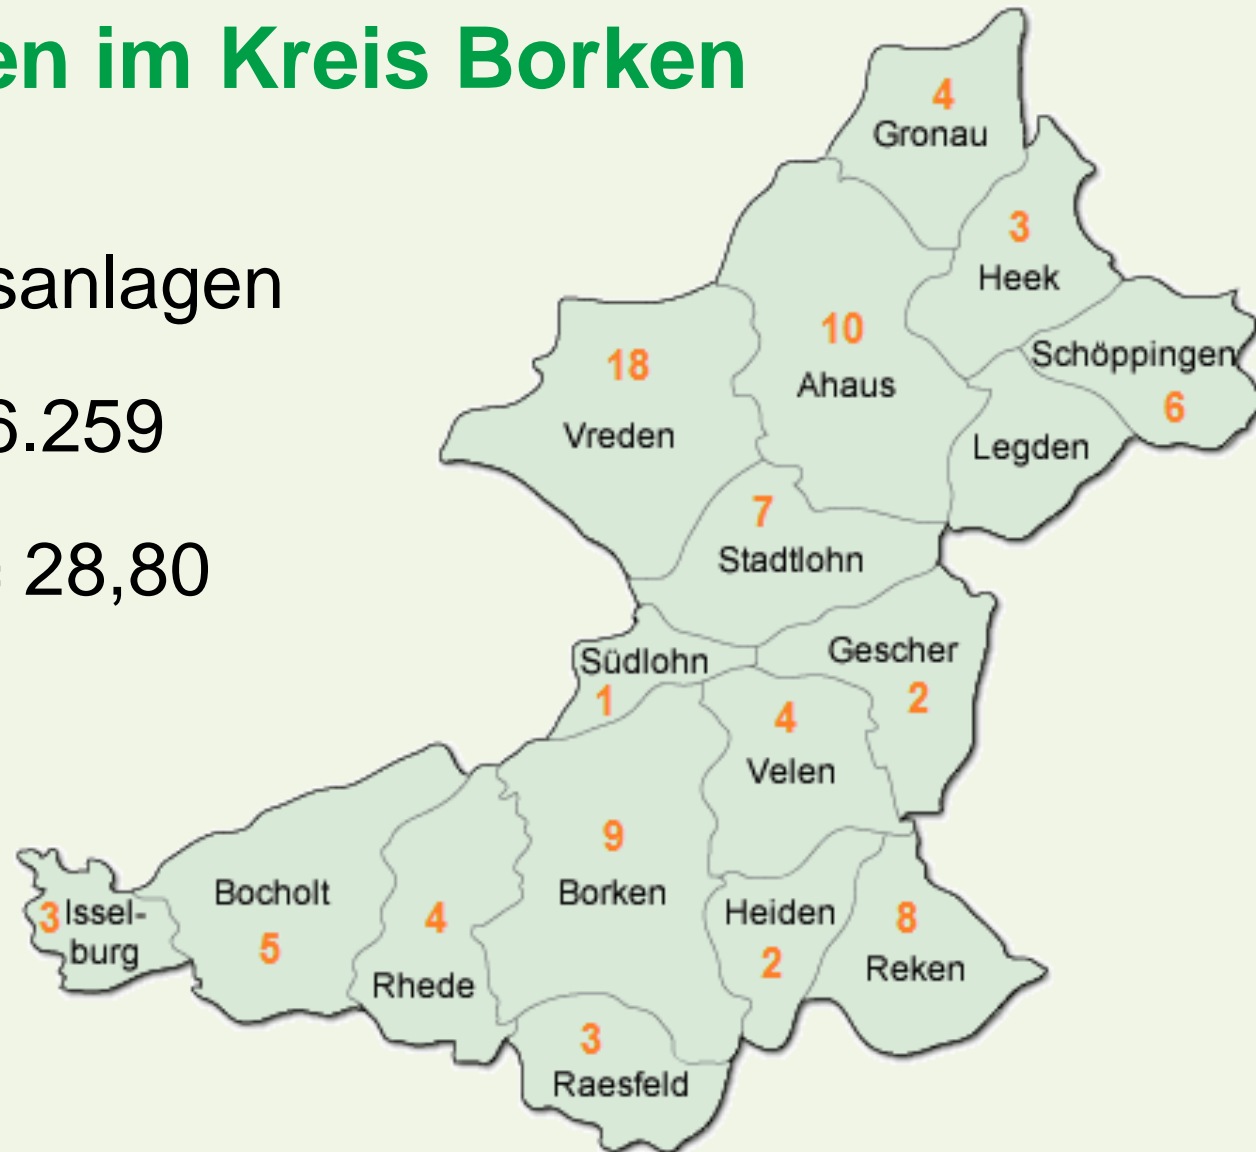 en im Kreis Borken
sanlagen
6.259
28,80
4
Gronau
3
Heek
10
Ahaus
Schöppingen
6
18
Vreden
Legden
7
Stadtlohn
Gescher
2
Südlohn
1
4
Velen
9
Borken
Bocholt
5
3 Issel-
burg
4
Rhede
Heiden
2
8
Reken
3
Raesfeld